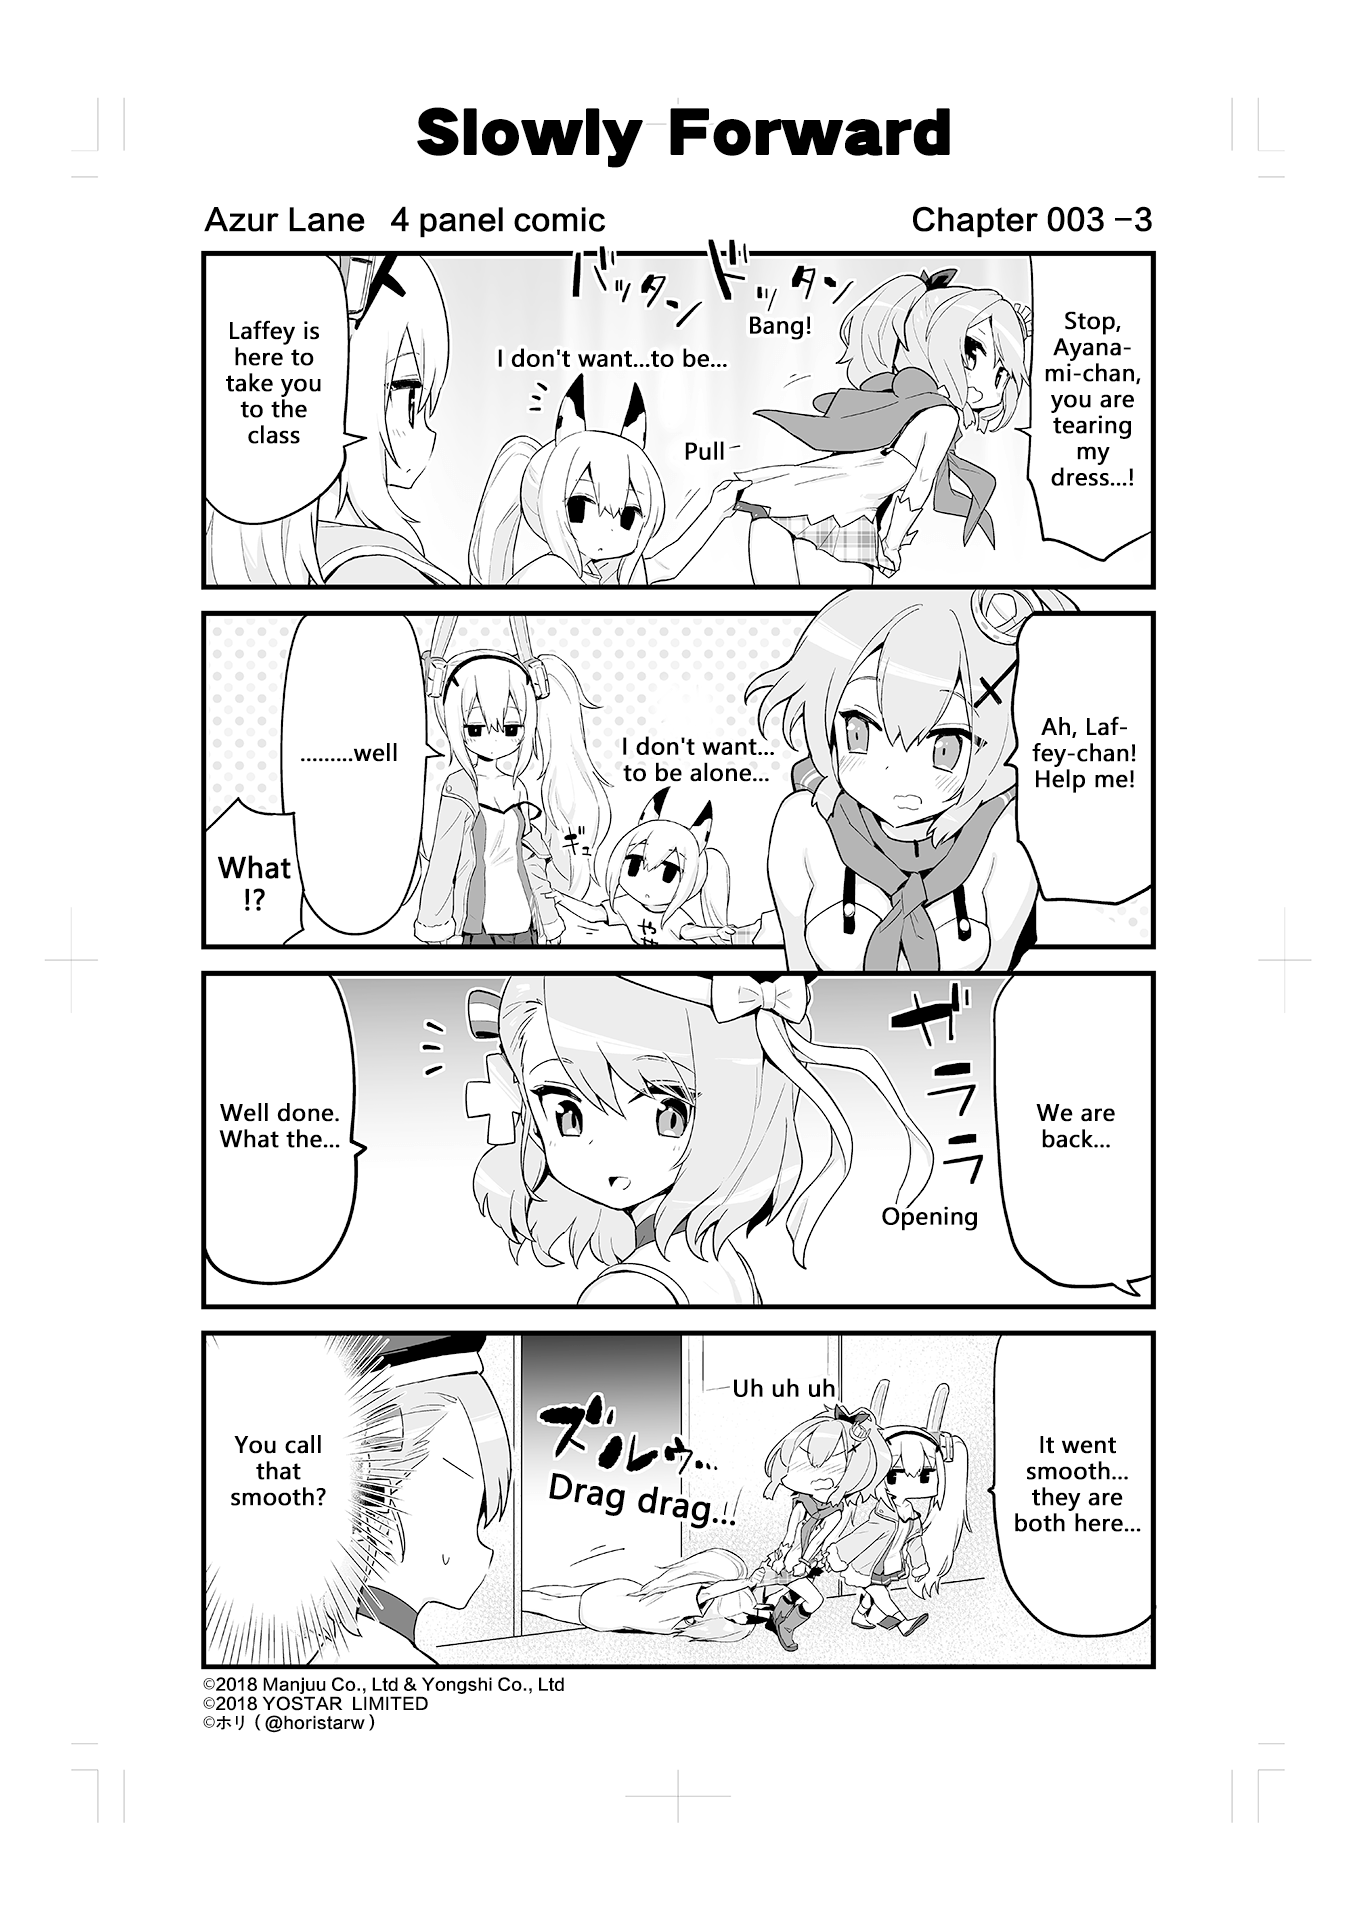 Slowly Forward
Azur Lane   4 panel comic
Chapter 003 –3
Stop,
Ayana-
mi-chan,
you are
tearing
my
dress...!
バッタン
ドッタン
Bang!
I don't want...to be...
Pull
Laffey is
here to
take you
to the
class
Ah, Laf-
fey-chan!
Help me!
I don't want...
to be alone...
ギュ
.........well
What
!?
We are
back...
ガララ
Opening
Well done.
What the...
It went
smooth...
they are
both here...
Uh uh uh
ズルゥ...
Drag drag...
You call
that
smooth?
©2018 Manjuu Co., Ltd & Yongshi Co., Ltd
©2018 YOSTAR LIMITED
©ホリ ( @horistarw )